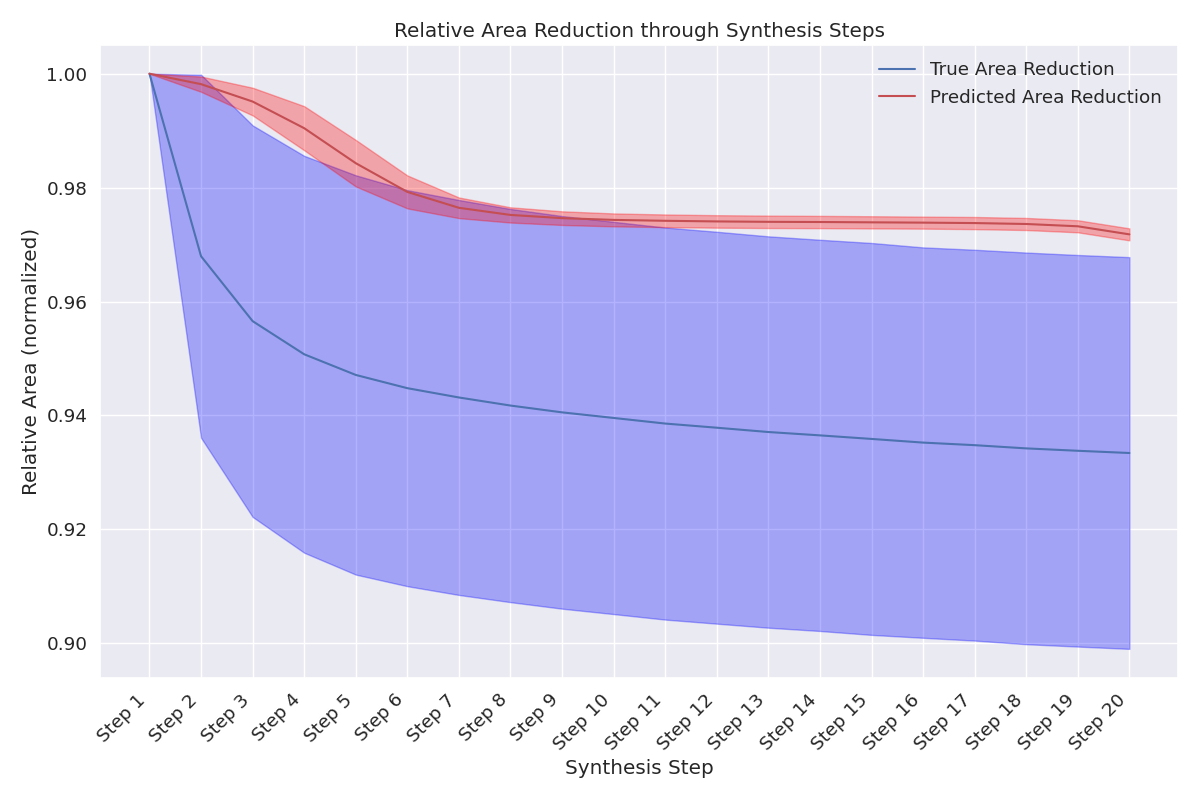 Relative Area Reduction through Synthesis Steps
True Area Reduction
Predicted Area Reduction
Relative Area (normalized)
1.00
0.98
0.96
0.94
0.92
0.90
Step 1
Step 2
Step 3
Step 4
Step 5
Step 6
Step 7
Step 8
Step 9
Step 10
Step 11
Step 12
Step 13
Step 14
Step 15
Step 16
Step 17
Step 18
Step 19
Step 20
Synthesis Step